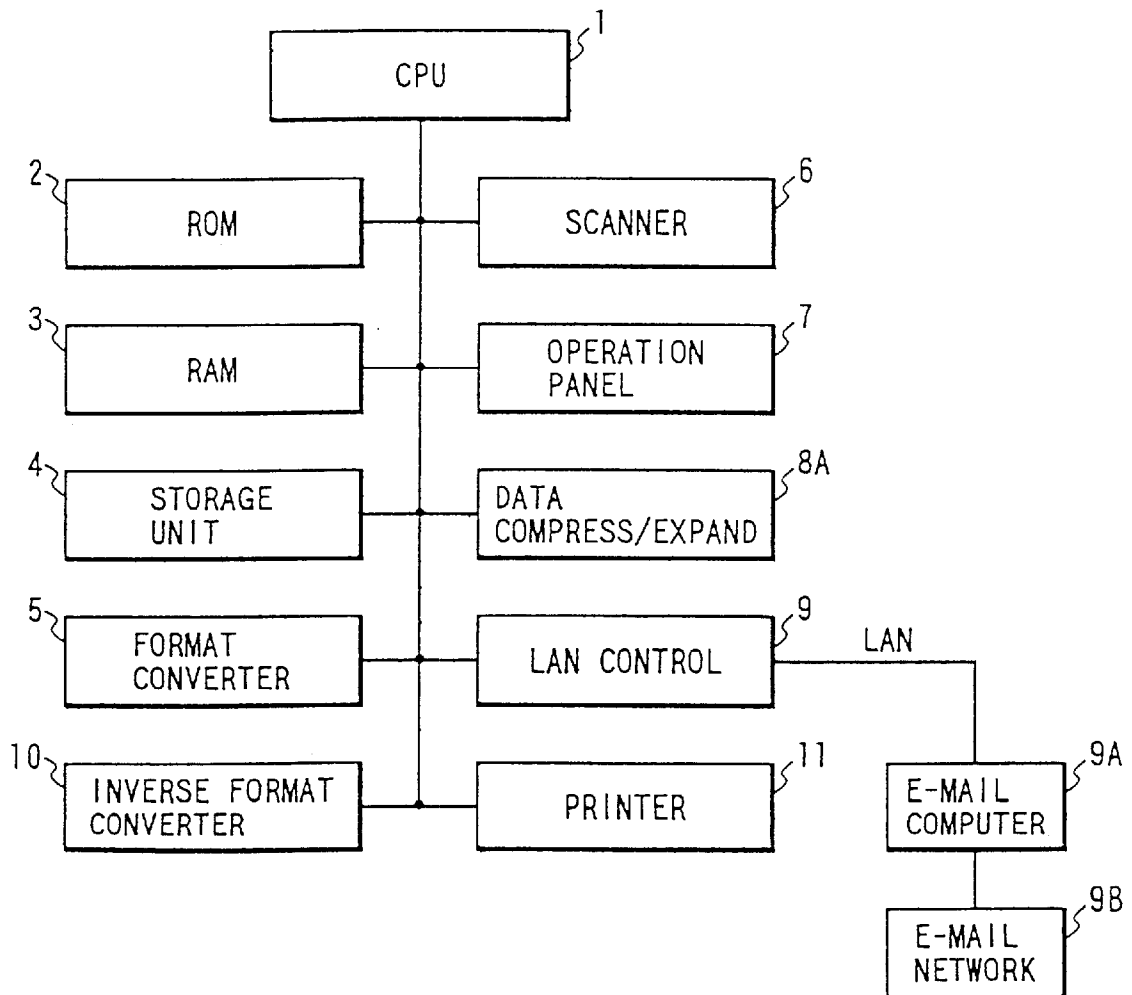 1
CPU
2
ROM
6
SCANNER
3
RAM
7
OPERATION
PANEL
4
STORAGE
UNIT
8A
DATA
COMPRESS/EXPAND
5
FORMAT
CONVERTER
9
LAN CONTROL
LAN
10
INVERSE FORMAT
CONVERTER
11
PRINTER
9A
E-MAIL
COMPUTER
9B
E-MAIL
NETWORK